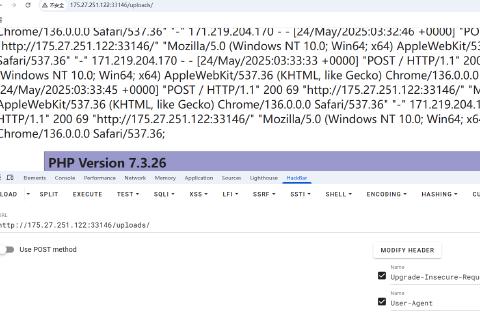 不安全 175.27.251.122:33146/uploads/
Chrome/136.0.0.0 Safari/537.36" "-" 171.219.204.170 - - [24/May/2025:03:32:46 +0000] "POST
"http://175.27.251.122:33146/" "Mozilla/5.0 (Windows NT 10.0; Win64; x64) AppleWebKit/53
Safari/537.36" "-" 171.219.204.170 - - [24/May/2025:03:33:33 +0000] "POST / HTTP/1.1" 200
(Windows NT 10.0; Win64; x64) AppleWebKit/537.36 (KHTML, like Gecko) Chrome/136.0.0.0
[24/May/2025:03:33:45 +0000] "POST / HTTP/1.1" 200 69 "http://175.27.251.122:33146/" "M
AppleWebKit/537.36 (KHTML, like Gecko) Chrome/136.0.0.0 Safari/537.36" "-" 171.219.204.1
HTTP/1.1" 200 69 "http://175.27.251.122:33146/" "Mozilla/5.0 (Windows NT 10.0; Win64; x6
Chrome/136.0.0.0 Safari/537.36;
PHP Version 7.3.26
Elements Console Performance Network Memory Application Sources Lighthouse HackBar
LOAD SPLIT EXECUTE TEST SQLI XSS LFI SSRF SSTI SHELL ENCODING HASHING CU
URL
http://175.27.251.122:33146/uploads/
Use POST method
MODIFY HEADER
Name
Upgrade-Insecure-Reque
Name
User-Agent